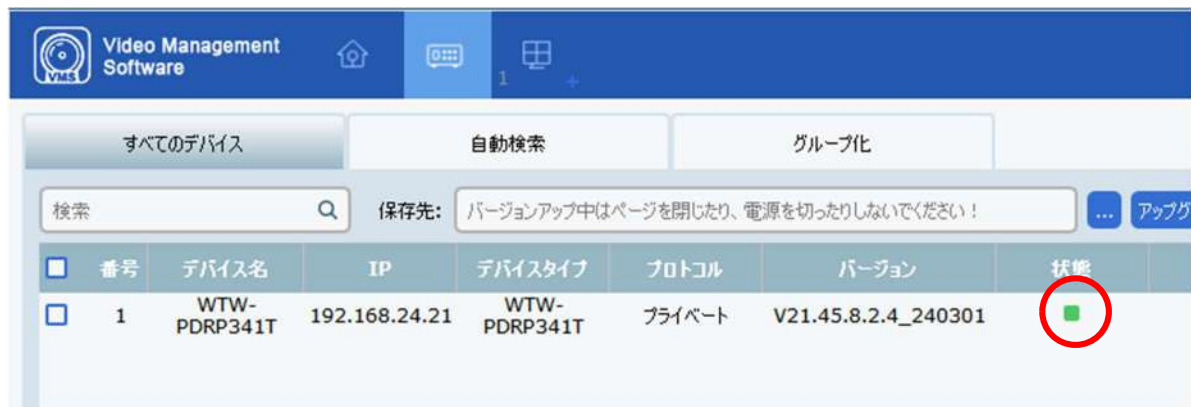 Video Management
Software
VMS
1
+
すべてのデバイス
自動検索
グループ化
検索
保存先:
バージョンアップ中はページを閉じたり、電源を切ったりしないでください！
...
アップグ
番号 デバイス名 IP デバイスタイプ プロトコル バージョン 状態
1 WTW-PDRP341T 192.168.24.21 WTW-PDRP341T プライベート V21.45.8.2.4_240301